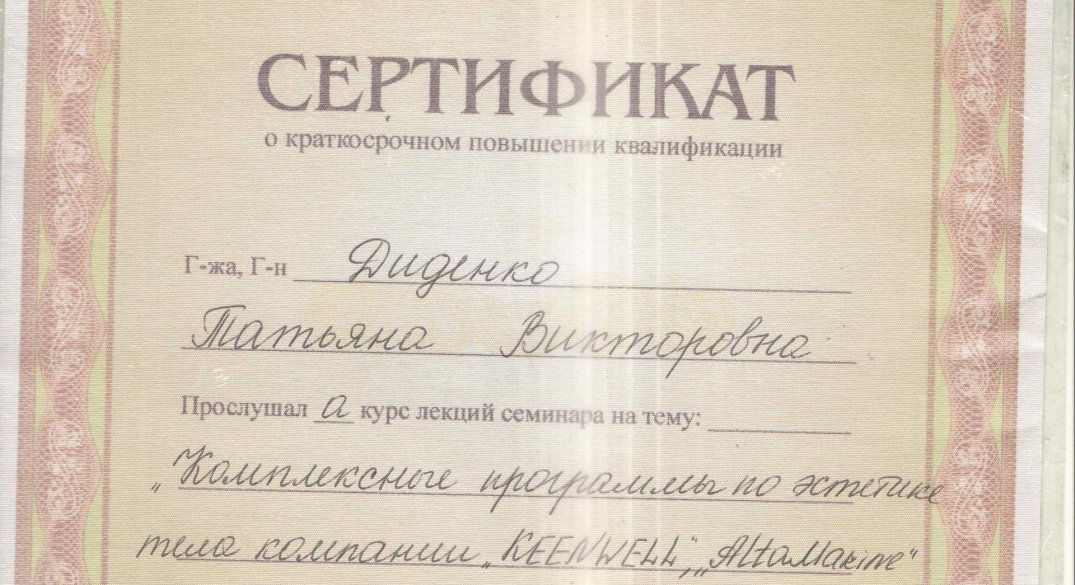 СЕРТИФИКАТ
о краткосрочном повышении квалификации
Г-жа, Г-н Диденко
Татьяна Викторовна
Прослушал а курс лекций семинара на тему:
„Комплексные программы по эстетике
тела компании „KEENWELL“, „AltaMarine“